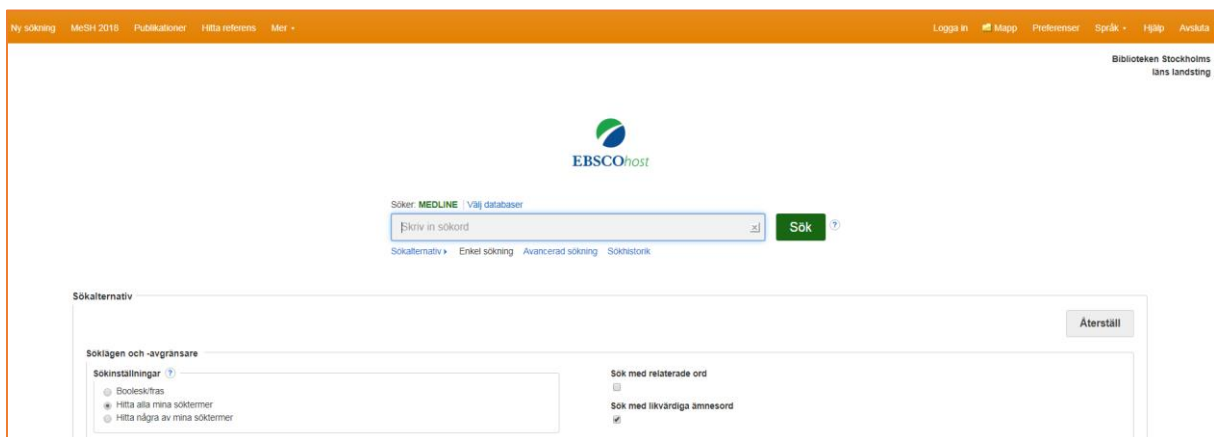 Ny sökning MeSH 2018 Publikationer Hitta referens Mer
Logga in Mapp Preferenser Språk Hjälp Avsluta
Biblioteken Stockholms
läns landsting
EBSCOhost
Söker: MEDLINE | Välj databaser
Skriv in sökord
x
Sök
?
Sökalternativ Enkel sökning Avancerad sökning Sökhistorik
Sökalternativ
Återställ
Söklägen och -avgränsare
Sökinställningar ?
Boolesk/fras
Hitta alla mina söktermer
Hitta några av mina söktermer
Sök med relaterade ord
Sök med likvärdiga ämnesord